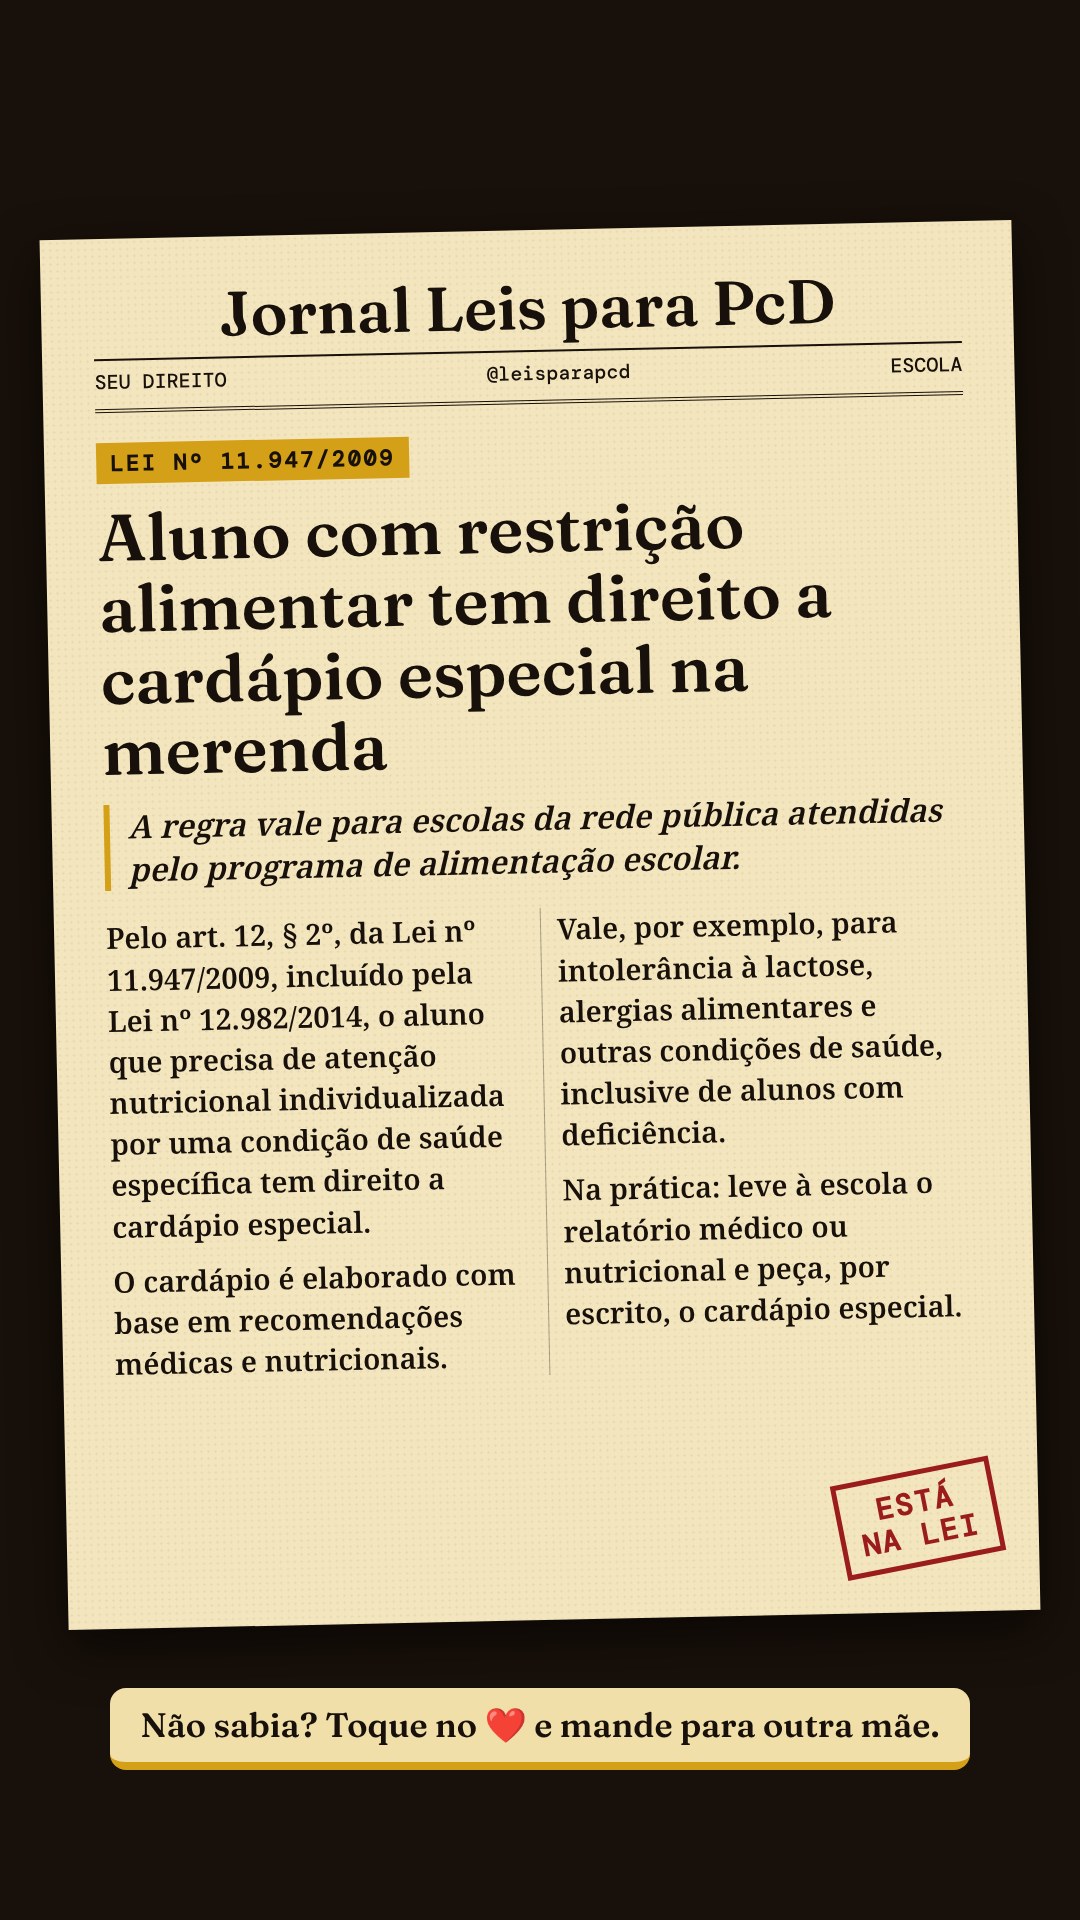 Jornal Leis para PcD
SEU DIREITO
@leisparapcd
ESCOLA
LEI Nº 11.947/2009
Aluno com restrição
alimentar tem direito a
cardápio especial na
merenda
A regra vale para escolas da rede pública atendidas
pelo programa de alimentação escolar.
Pelo art. 12, § 2º, da Lei nº
11.947/2009, incluído pela
Lei nº 12.982/2014, o aluno
que precisa de atenção
nutricional individualizada
por uma condição de saúde
específica tem direito a
cardápio especial.
O cardápio é elaborado com
base em recomendações
médicas e nutricionais.
Vale, por exemplo, para
intolerância à lactose,
alergias alimentares e
outras condições de saúde,
inclusive de alunos com
deficiência.
Na prática: leve à escola o
relatório médico ou
nutricional e peça, por
escrito, o cardápio especial.
ESTÁ
NA LEI
Não sabia? Toque no ❤️ e mande para outra mãe.